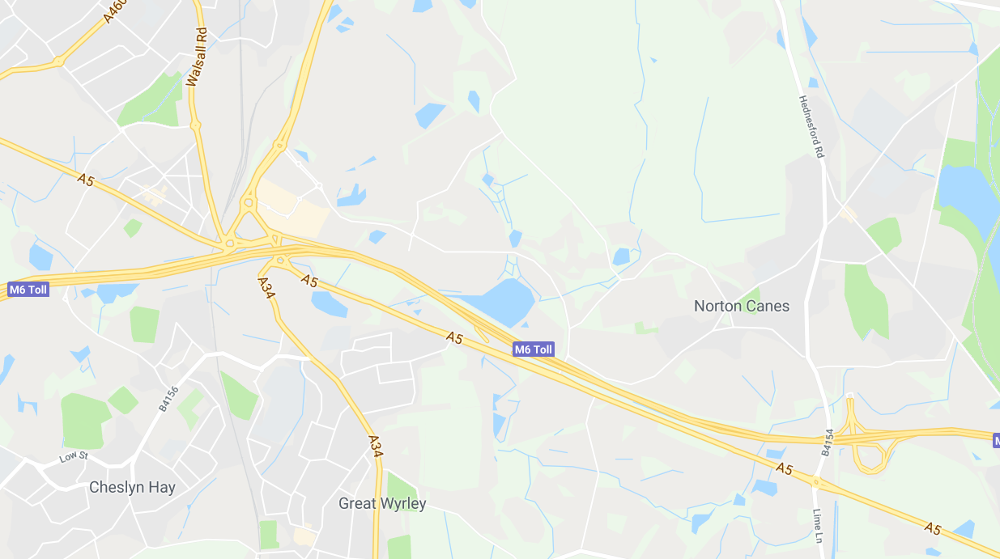 A460
Walsall Rd
Hednesford Rd
A5
M6 Toll
A34
A5
Norton Canes
A5
M6 Toll
B4156
A34
B4154
M
Low St
A5
Cheslyn Hay
Great Wyrley
Lime Ln
A5